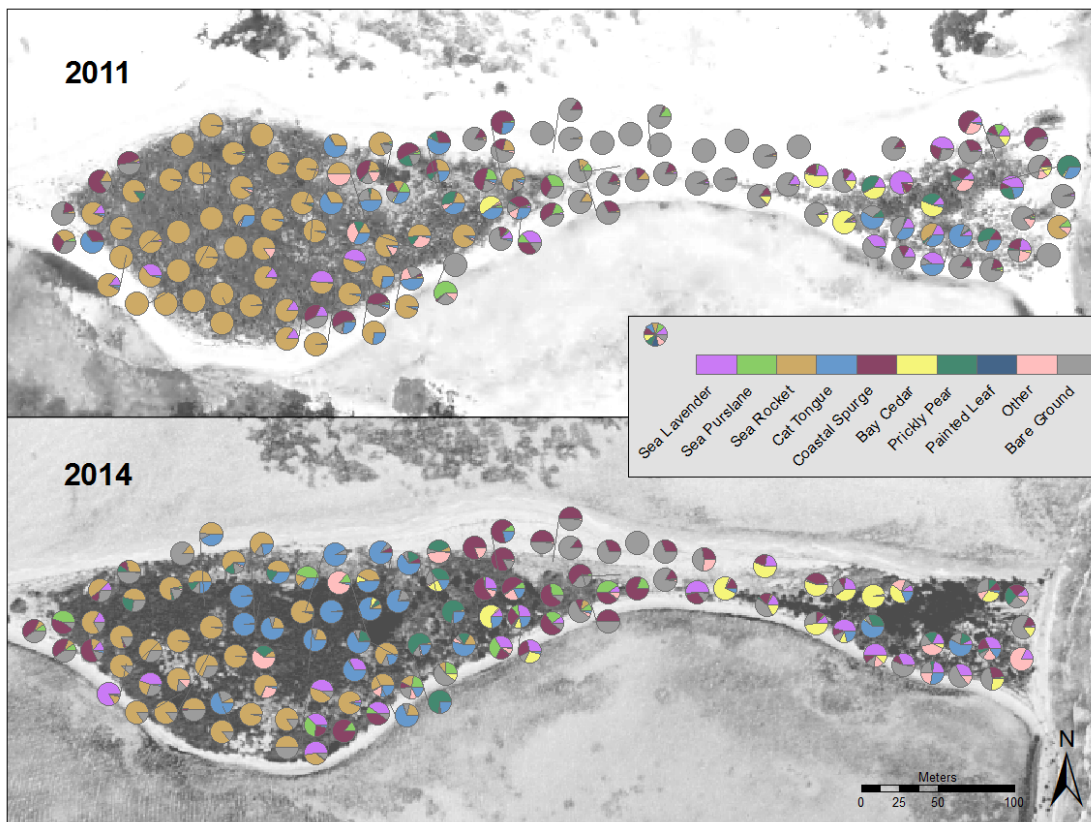 2011
Sea Lavender
Sea Purslane
Sea Rocket
Cat Tongue
Coastal Spurge
Bay Cedar
Prickly Pear
Painted Leaf
Other
Bare Ground
2014
N
Meters
0 25 50 100